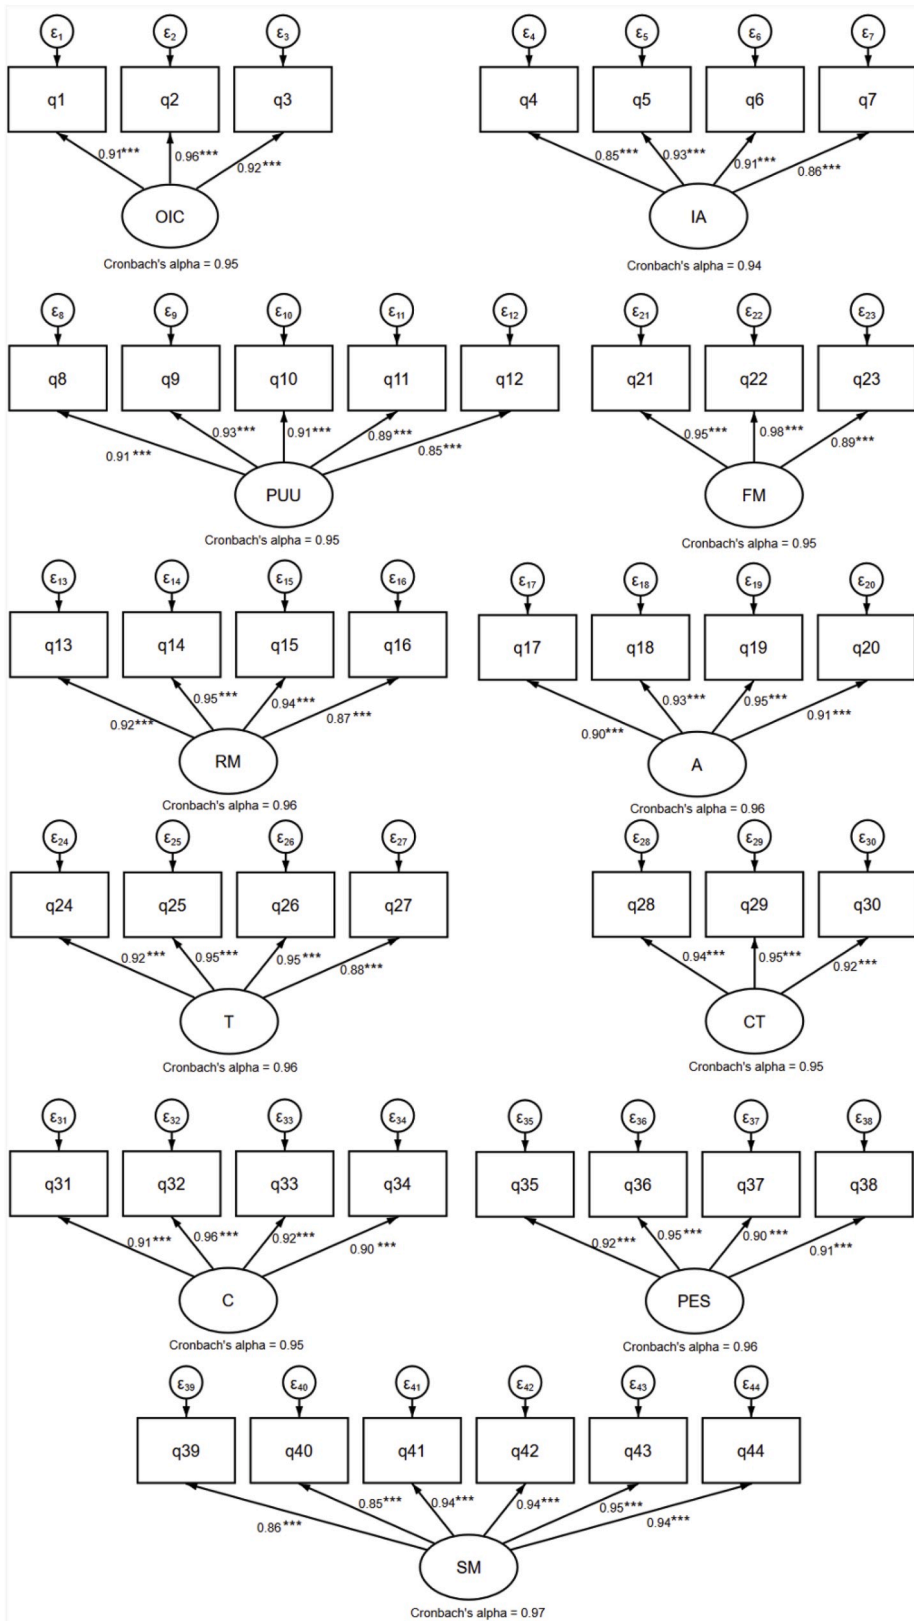 ε1 ε2 ε3
q1 q2 q3
0.91*** 0.96*** 0.92***
OIC
Cronbach's alpha = 0.95
ε4 ε5 ε6 ε7
q4 q5 q6 q7
0.85*** 0.93*** 0.91*** 0.86***
IA
Cronbach's alpha = 0.94
ε8 ε9 ε10 ε11 ε12
q8 q9 q10 q11 q12
0.91*** 0.93*** 0.91*** 0.89*** 0.85***
PUU
Cronbach's alpha = 0.95
ε21 ε22 ε23
q21 q22 q23
0.95*** 0.98*** 0.89***
FM
Cronbach's alpha = 0.95
ε13 ε14 ε15 ε16
q13 q14 q15 q16
0.92*** 0.95*** 0.94*** 0.87***
RM
Cronbach's alpha = 0.96
ε17 ε18 ε19 ε20
q17 q18 q19 q20
0.90*** 0.93*** 0.95*** 0.91***
A
Cronbach's alpha = 0.96
ε24 ε25 ε26 ε27
q24 q25 q26 q27
0.92*** 0.95*** 0.95*** 0.88***
T
Cronbach's alpha = 0.96
ε28 ε29 ε30
q28 q29 q30
0.94*** 0.95*** 0.92***
CT
Cronbach's alpha = 0.95
ε31 ε32 ε33 ε34
q31 q32 q33 q34
0.91*** 0.96*** 0.92*** 0.90***
C
Cronbach's alpha = 0.95
ε35 ε36 ε37 ε38
q35 q36 q37 q38
0.92*** 0.95*** 0.90*** 0.91***
PES
Cronbach's alpha = 0.96
ε39 ε40 ε41 ε42 ε43 ε44
q39 q40 q41 q42 q43 q44
0.86*** 0.85*** 0.94*** 0.94*** 0.95*** 0.94***
SM
Cronbach's alpha = 0.97